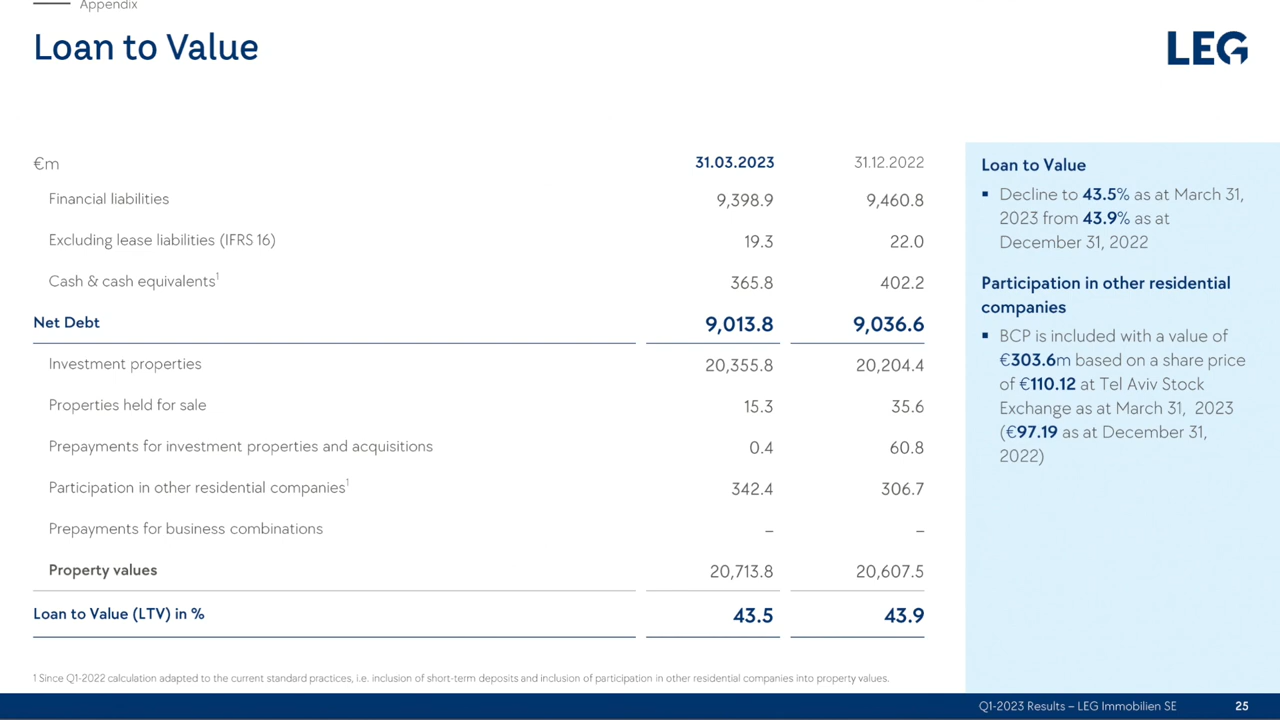 Appendix
Loan to Value
LEG
€m 31.03.2023 31.12.2022
Financial liabilities 9,398.9 9,460.8
Excluding lease liabilities (IFRS 16) 19.3 22.0
Cash & cash equivalents1 365.8 402.2
Net Debt 9,013.8 9,036.6
Investment properties 20,355.8 20,204.4
Properties held for sale 15.3 35.6
Prepayments for investment properties and acquisitions 0.4 60.8
Participation in other residential companies1 342.4 306.7
Prepayments for business combinations – –
Property values 20,713.8 20,607.5
Loan to Value (LTV) in % 43.5 43.9
Loan to Value
▪ Decline to 43.5% as at March 31,
2023 from 43.9% as at
December 31, 2022
Participation in other residential
companies
▪ BCP is included with a value of
€303.6m based on a share price
of €110.12 at Tel Aviv Stock
Exchange as at March 31, 2023
(€97.19 as at December 31,
2022)
1 Since Q1-2022 calculation adapted to the current standard practices, i.e. inclusion of short-term deposits and inclusion of participation in other residential companies into property values.
Q1-2023 Results – LEG Immobilien SE 25